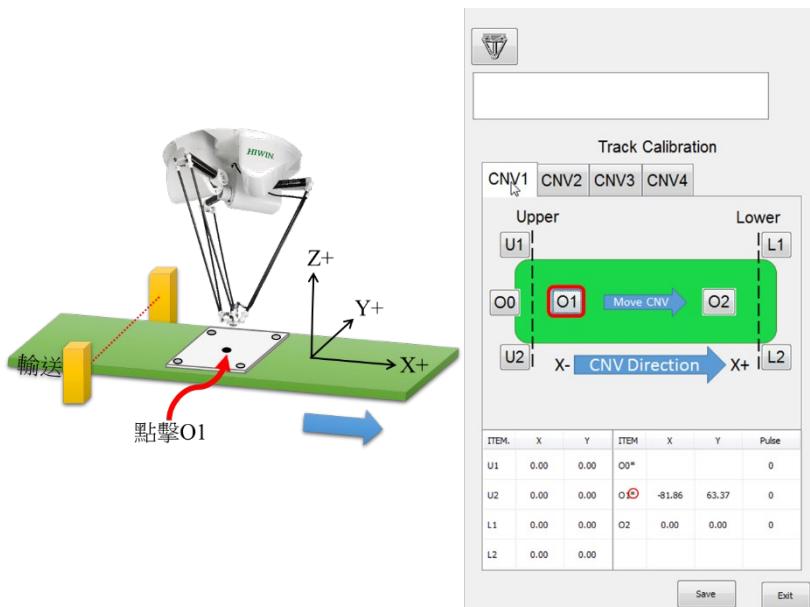 HIWIN
Z+
Y+
X+
輸送
點擊O1
Track Calibration
CNV1 CNV2 CNV3 CNV4
Upper Lower
U1 L1
O0 O1 Move CNV O2
U2 X- CNV Direction X+ L2
ITEM. X Y ITEM X Y Pulse
U1 0.00 0.00 O0* 0
U2 0.00 0.00 O1* -81.86 63.37 0
L1 0.00 0.00 O2 0.00 0.00 0
L2 0.00 0.00
Save Exit